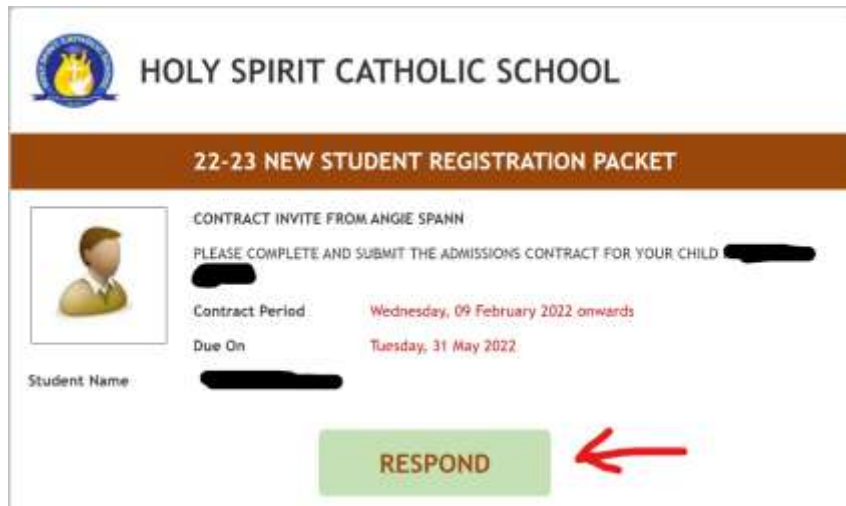 HOLY SPIRIT CATHOLIC SCHOOL
22-23 NEW STUDENT REGISTRATION PACKET
CONTRACT INVITE FROM ANGIE SPANN
PLEASE COMPLETE AND SUBMIT THE ADMISSIONS CONTRACT FOR YOUR CHILD
Contract Period Wednesday, 09 February 2022 onwards
Due On Tuesday, 31 May 2022
Student Name
RESPOND